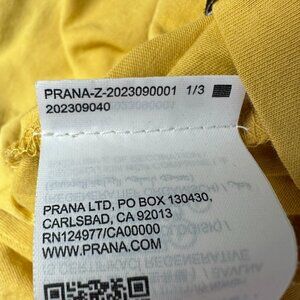 PRANA-Z-2023090001 1/3
202309040
PRANA LTD, PO BOX 130430,
CARLSBAD, CA 92013
RN124977/CA00000
WWW.PRANA.COM